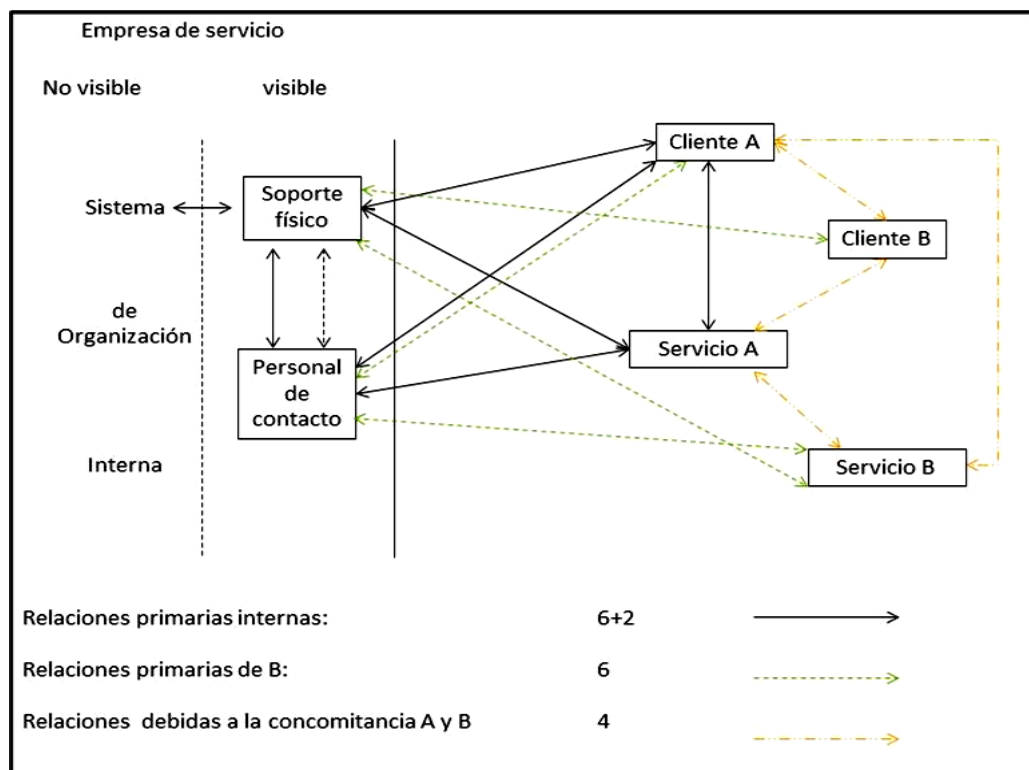 Empresa de servicio
No visible
visible
Cliente A
Sistema
Soporte
físico
Cliente B
de
Organización
Servicio A
Personal
de
contacto
Interna
Servicio B
Relaciones primarias internas: 6+2
Relaciones primarias de B: 6
Relaciones debidas a la concomitancia A y B 4